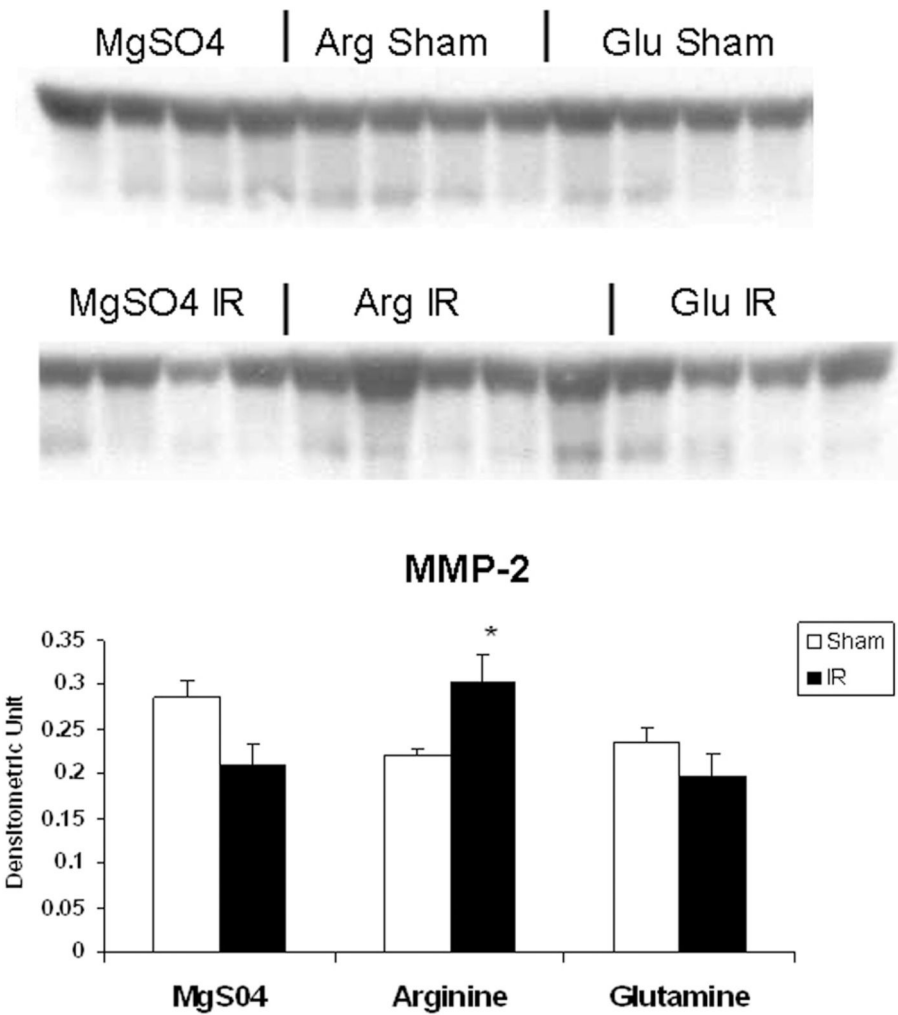 MgSO4 | Arg Sham | Glu Sham
MgSO4 IR | Arg IR | Glu IR
MMP-2
Densitometric Unit
0.35
0.3
0.25
0.2
0.15
0.1
0.05
0
*
Sham
IR
MgS04 Arginine Glutamine